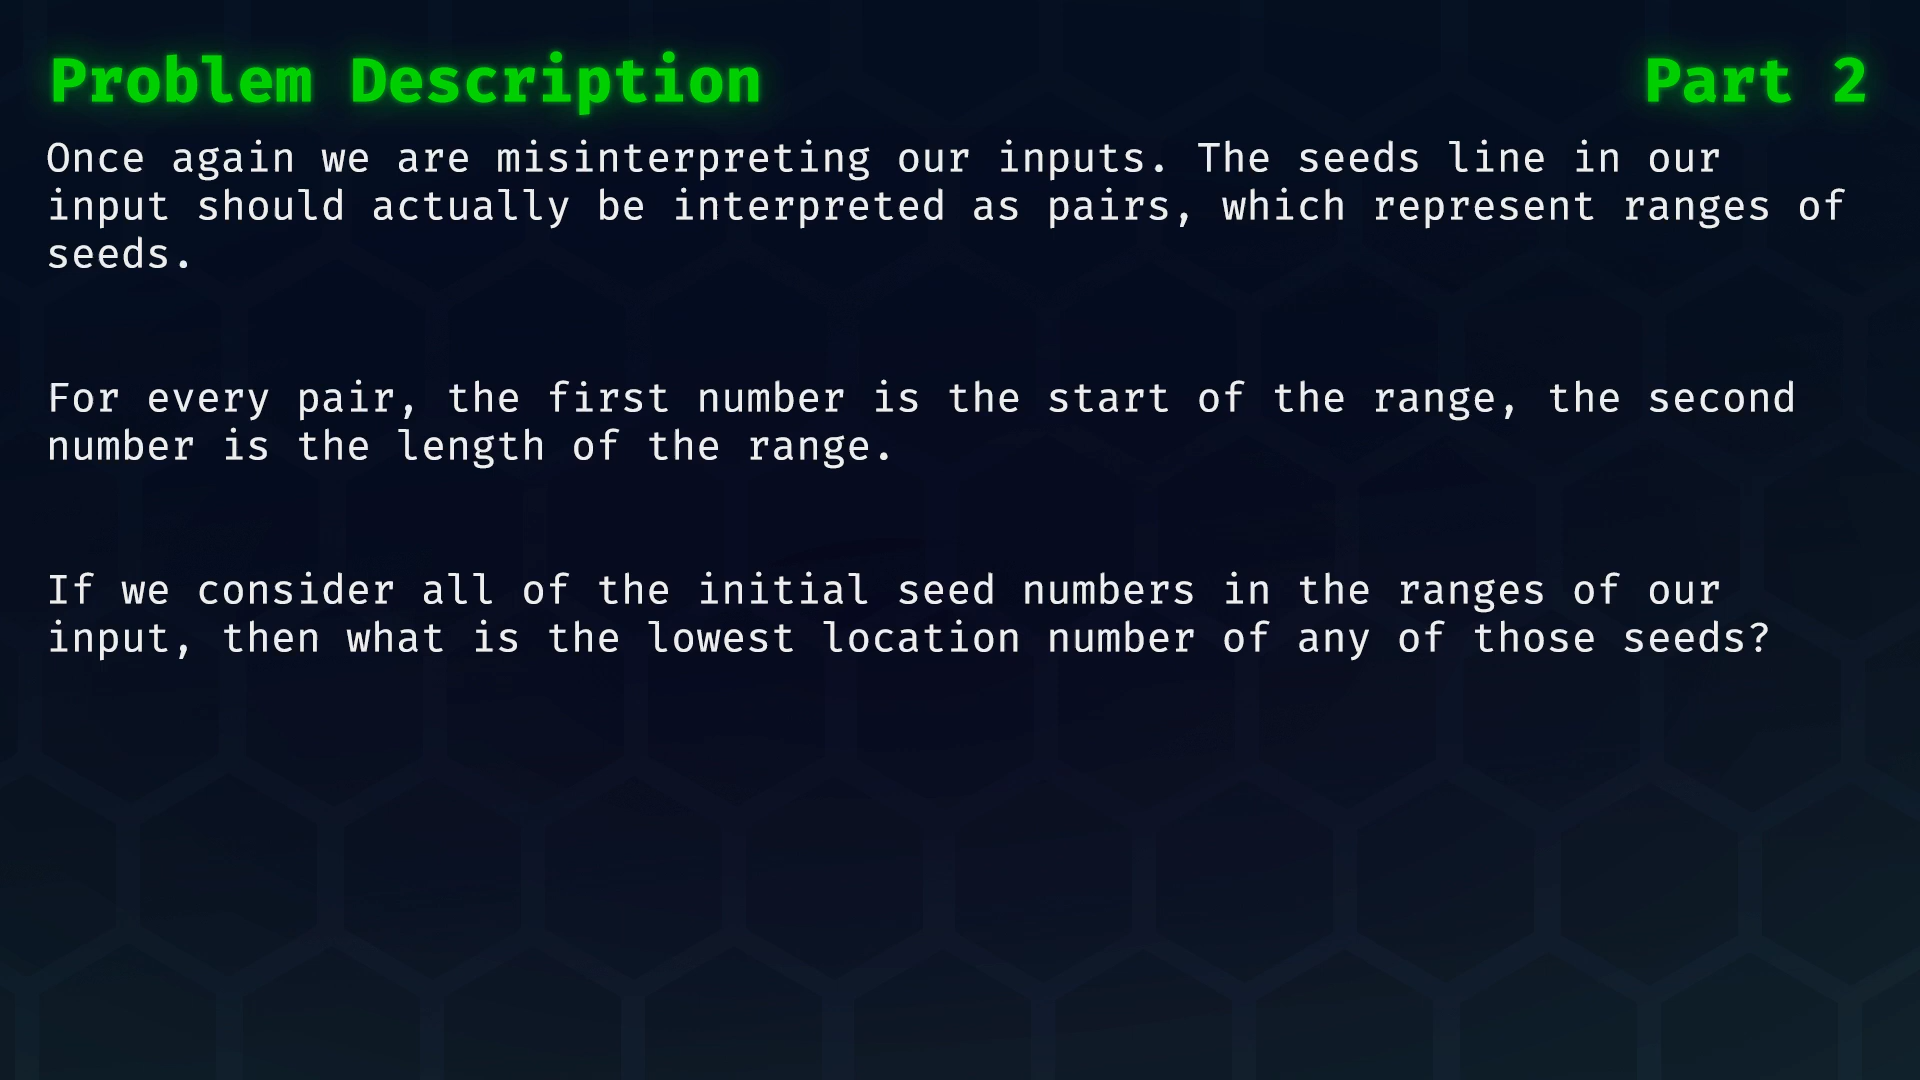 Problem Description
Part 2
Once again we are misinterpreting our inputs. The seeds line in our
input should actually be interpreted as pairs, which represent ranges of
seeds.
For every pair, the first number is the start of the range, the second
number is the length of the range.
If we consider all of the initial seed numbers in the ranges of our
input, then what is the lowest location number of any of those seeds?